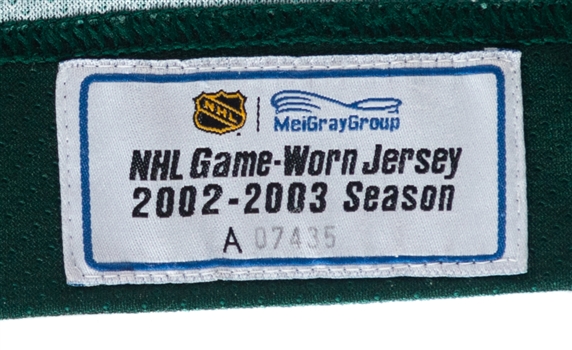 NHL MeiGrayGroup
NHL Game-Worn Jersey
2002-2003 Season
A 07435